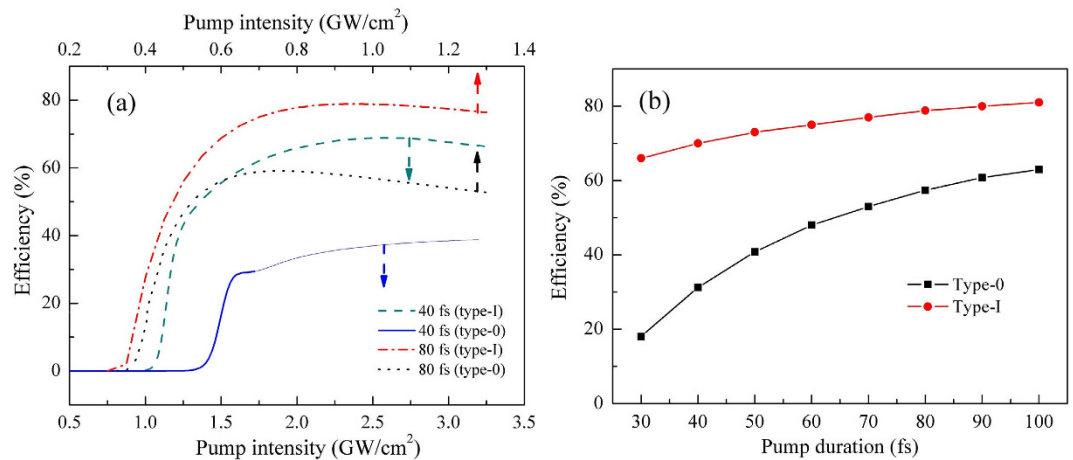 Pump intensity (GW/cm²)
0.2 0.4 0.6 0.8 1.0 1.2 1.4
(a)
Efficiency (%)
80
60
40
20
0
40 fs (type-I)
40 fs (type-0)
80 fs (type-I)
80 fs (type-0)
0.5 1.0 1.5 2.0 2.5 3.0 3.5
Pump intensity (GW/cm²)
(b)
Efficiency (%)
80
60
40
20
0
Type-0
Type-I
30 40 50 60 70 80 90 100
Pump duration (fs)